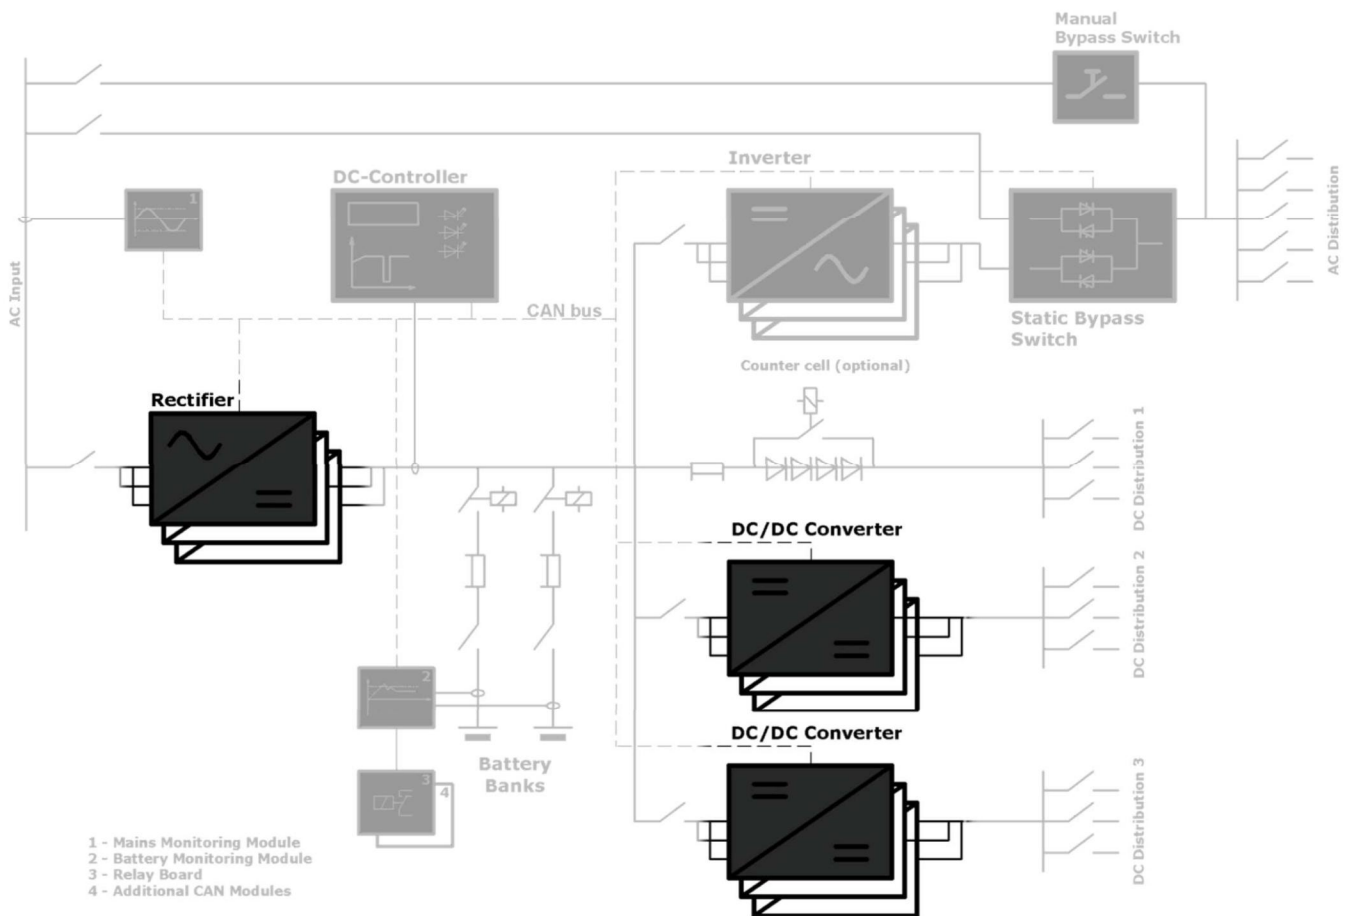 Manual
Bypass Switch
Inverter
DC-Controller
1
AC Distribution
AC Input
CAN bus
Static Bypass
Switch
Counter cell (optional)
Rectifier
DC Distribution 1
DC/DC Converter
DC Distribution 2
2
DC/DC Converter
Battery
Banks
3
4
DC Distribution 3
1 - Mains Monitoring Module
2 - Battery Monitoring Module
3 - Relay Board
4 - Additional CAN Modules